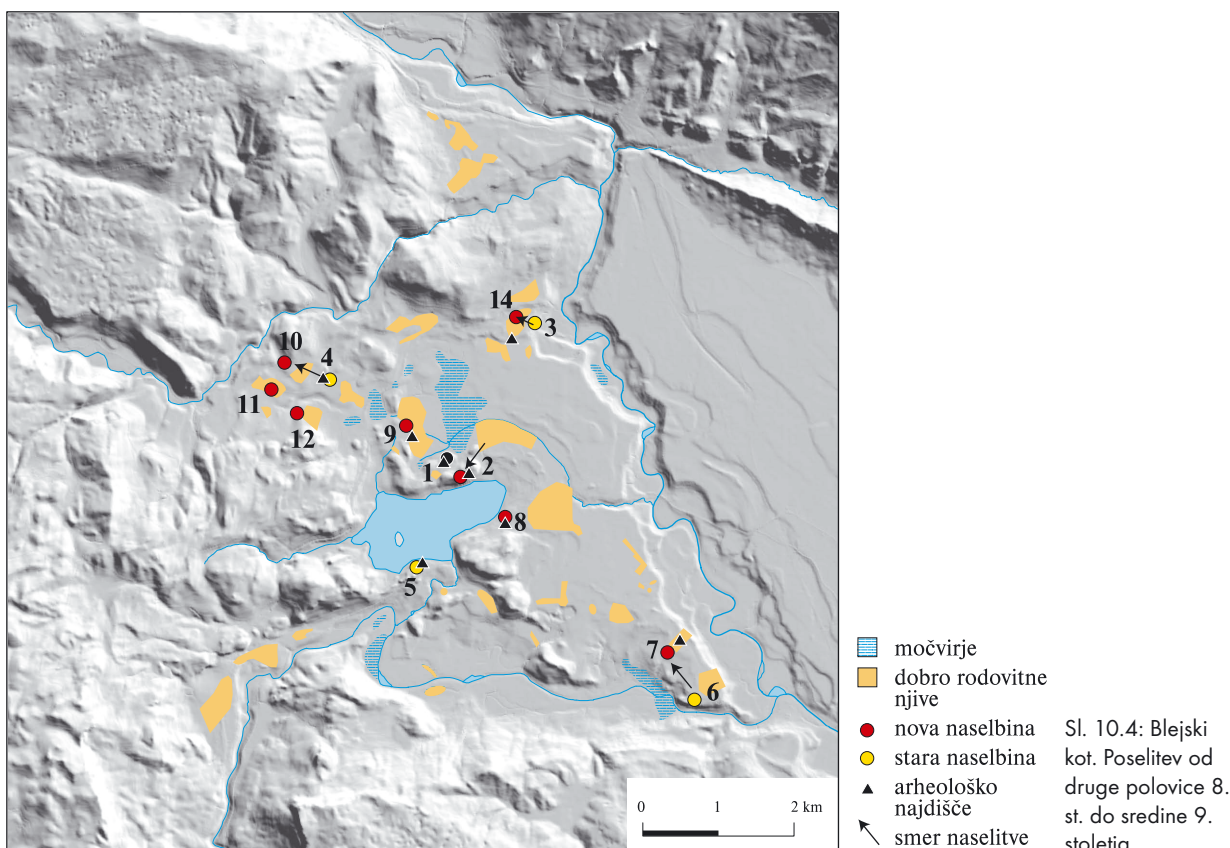 14
3
10
4
11
12
9
1
2
8
5
7
6
0 1 2 km
močvirje
dobro rodovitne
njive
nova naselbina
stara naselbina
arheološko
najdišče
smer naselitve
Sl. 10.4: Blejski
kot. Poselitev od
druge polovice 8.
st. do sredine 9.
stoletja